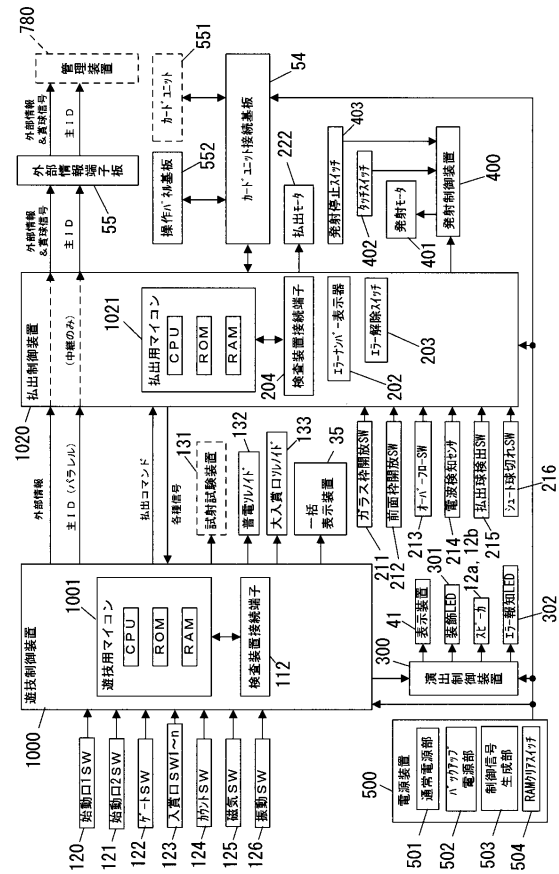 1000
遊技制御装置
1001
遊技用マイコン
CPU
ROM
RAM
検査装置接続端子
112
120
始動口1SW
121
始動口2SW
122
ゲートSW
123
入賞口SW1~n
124
カウントSW
125
磁気SW
126
振動SW
外部情報
主ID(パラレル)
払出コマンド
各種信号
131
試射試験装置
132
普電ソレノイド
133
大入賞口ソレノイド
35
一括
表示装置
1020
払出制御装置
(中継のみ)
1021
払出用マイコン
CPU
ROM
RAM
検査装置接続端子
204
エラーナンバー表示器
202
エラー解除スイッチ
203
外部情報
&賞球信号
主ID
外部情報端子板
55
外部情報
&賞球信号
主ID
管理装置
780
操作パネル基板
552
カードユニット
551
カードユニット接続基板
54
払出モータ
222
発射停止スイッチ
403
タッチスイッチ
402
発射モータ
401
発射制御装置
400
ガラス枠開放SW
211
前面枠開放SW
212
オーバーフローSW
213
電波検知センサ
214
払出球検出SW
215
シュート球切れSW
216
300
演出制御装置
表示装置
41
装飾LED
301
スピーカ
12a, 12b
エラー報知LED
302
500
電源装置
501
通常電源部
502
バックアップ
電源部
503
制御信号
生成部
504
RAMクリアスイッチ